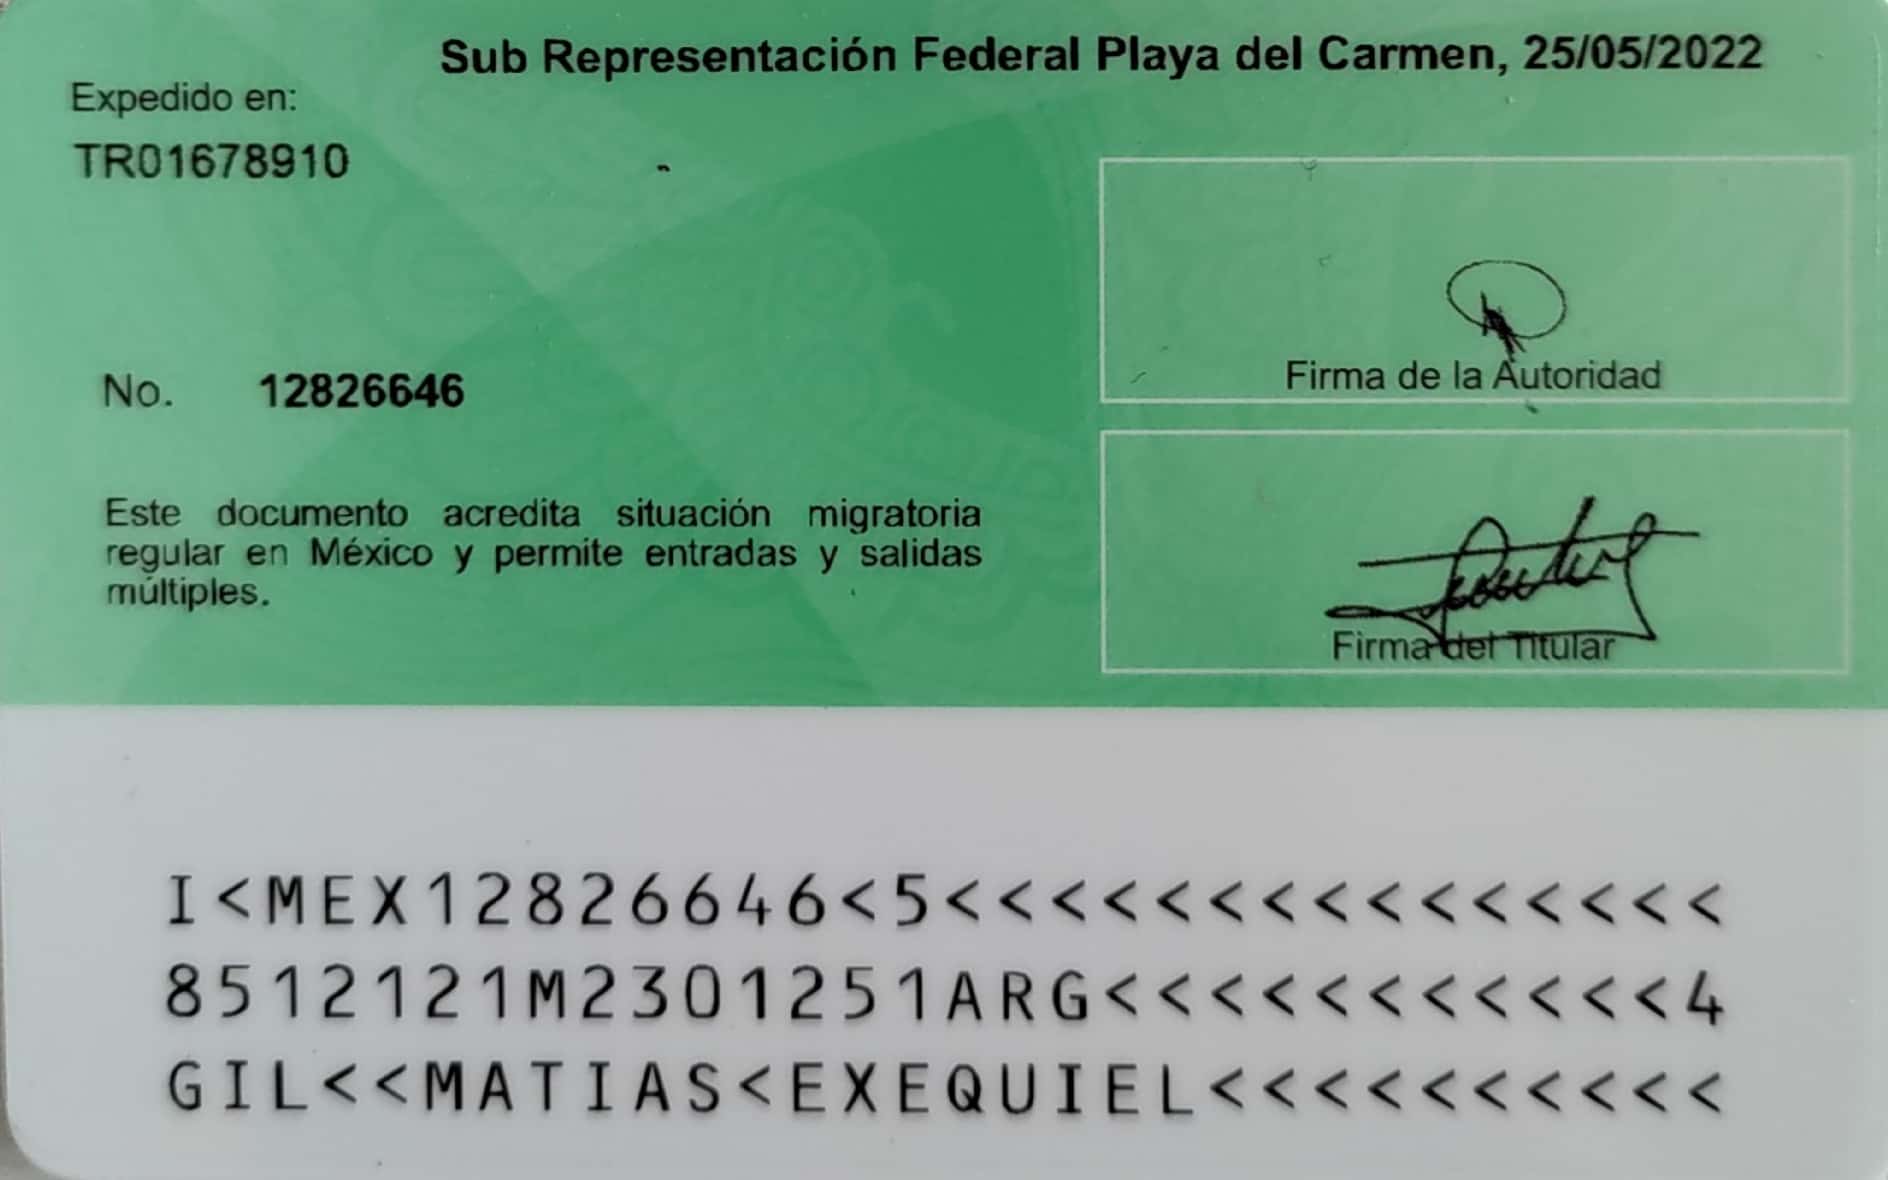 Sub Representación Federal Playa del Carmen, 25/05/2022
Expedido en:
TR01678910
No. 12826646
Firma de la Autoridad
Este documento acredita situación migratoria
regular en México y permite entradas y salidas
múltiples.
Firma del Titular
I<MEX12826646<5<<<<<<<<<<<<<<<
8512121M2301251ARG<<<<<<<<<<<4
GIL<<MATIAS<EXEQUIEL<<<<<<<<<<